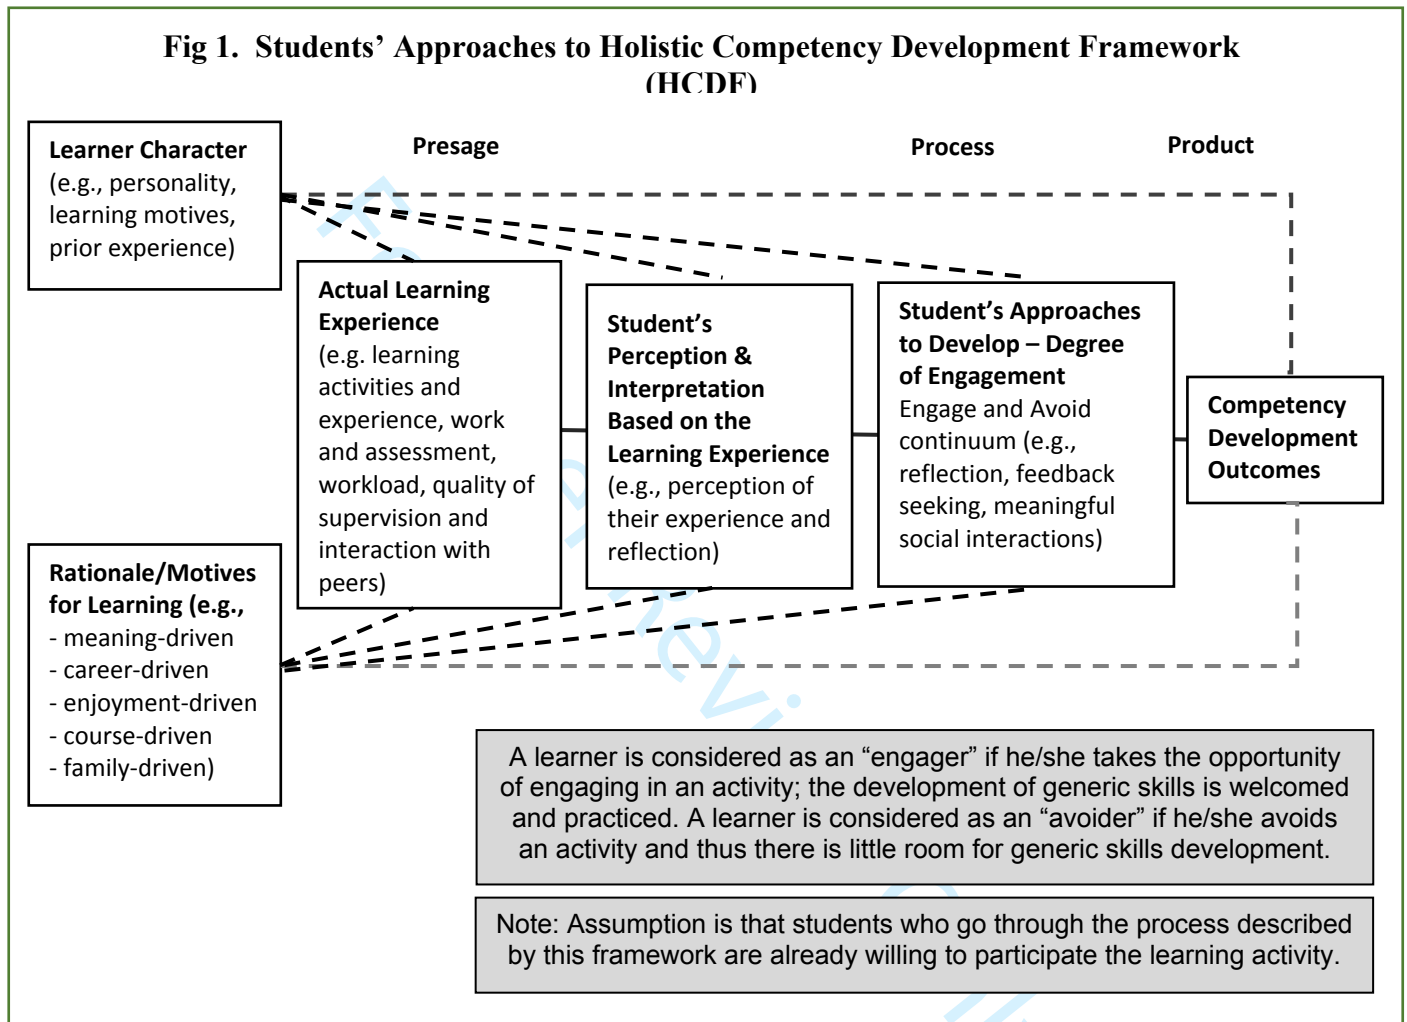 Fig 1. Students’ Approaches to Holistic Competency Development Framework
(HCDF)
Presage
Process
Product
Learner Character
(e.g., personality,
learning motives,
prior experience)
Actual Learning
Experience
(e.g. learning
activities and
experience, work
and assessment,
workload, quality of
supervision and
interaction with
peers)
Student’s
Perception &
Interpretation
Based on the
Learning Experience
(e.g., perception of
their experience and
reflection)
Student’s Approaches
to Develop – Degree
of Engagement
Engage and Avoid
continuum (e.g.,
reflection, feedback
seeking, meaningful
social interactions)
Competency
Development
Outcomes
Rationale/Motives
for Learning (e.g.,
- meaning-driven
- career-driven
- enjoyment-driven
- course-driven
- family-driven)
A learner is considered as an “engager” if he/she takes the opportunity
of engaging in an activity; the development of generic skills is welcomed
and practiced. A learner is considered as an “avoider” if he/she avoids
an activity and thus there is little room for generic skills development.
Note: Assumption is that students who go through the process described
by this framework are already willing to participate the learning activity.